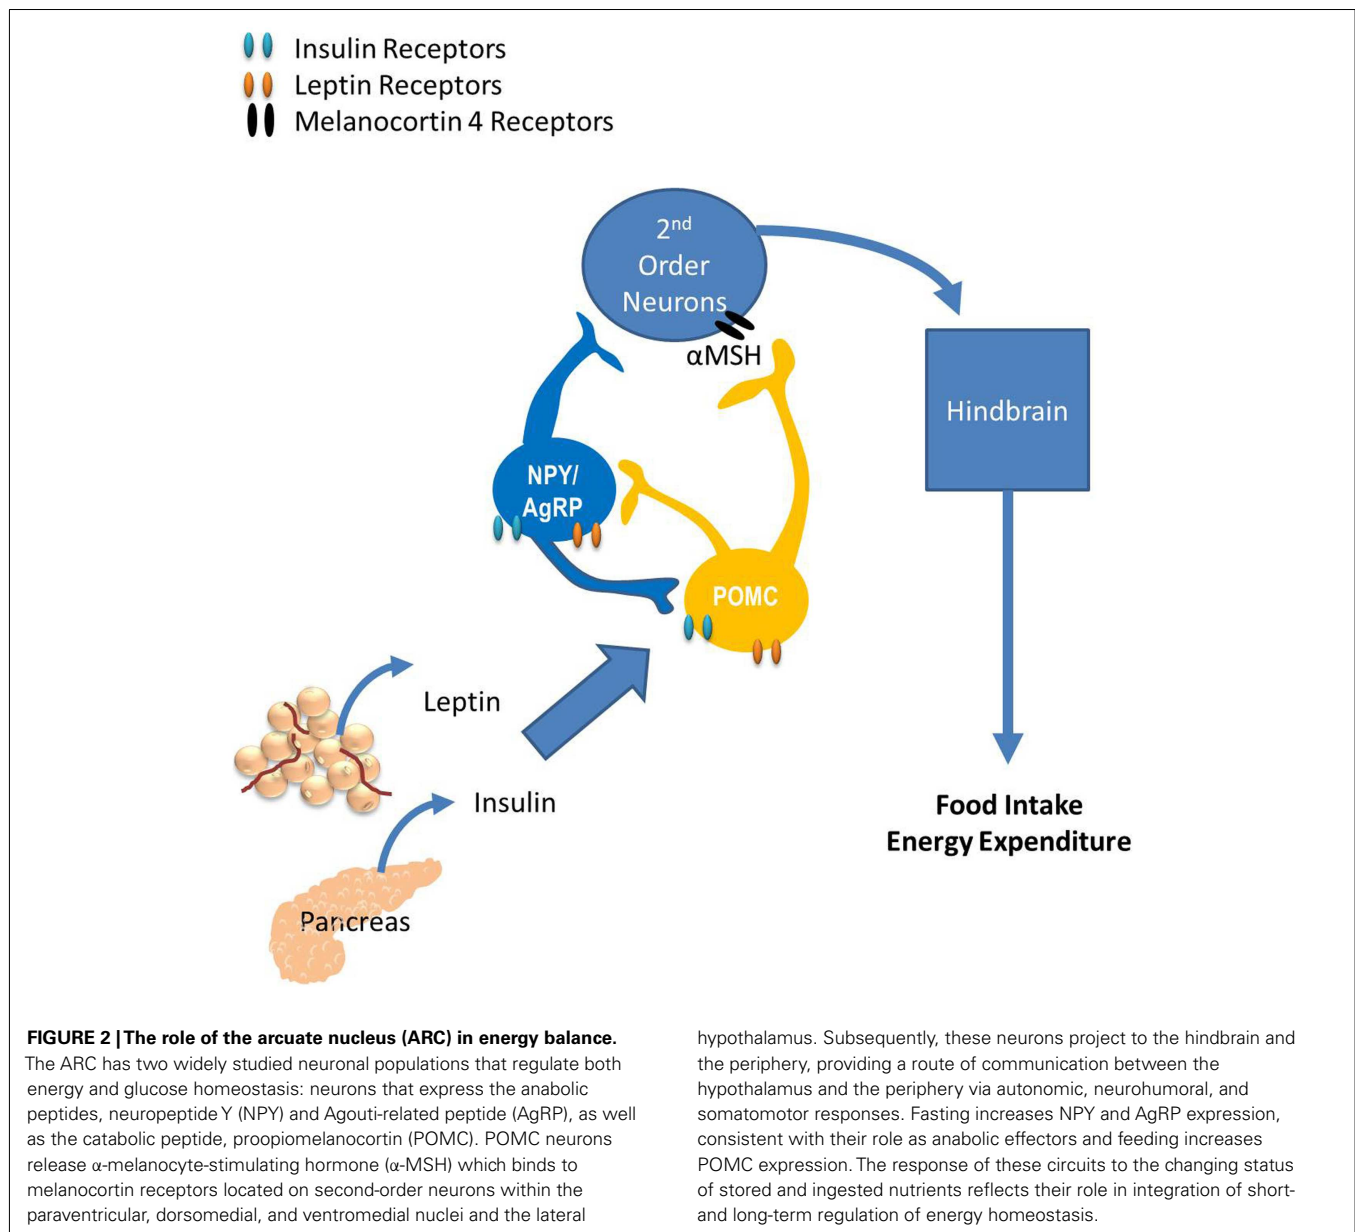 Insulin Receptors
Leptin Receptors
Melanocortin 4 Receptors
2nd
Order
Neurons
αMSH
Hindbrain
NPY/
AgRP
POMC
Leptin
Insulin
Pancreas
Food Intake
Energy Expenditure
FIGURE 2 | The role of the arcuate nucleus (ARC) in energy balance.
The ARC has two widely studied neuronal populations that regulate both
energy and glucose homeostasis: neurons that express the anabolic
peptides, neuropeptide Y (NPY) and Agouti-related peptide (AgRP), as well
as the catabolic peptide, proopiomelanocortin (POMC). POMC neurons
release α-melanocyte-stimulating hormone (α-MSH) which binds to
melanocortin receptors located on second-order neurons within the
paraventricular, dorsomedial, and ventromedial nuclei and the lateral
hypothalamus. Subsequently, these neurons project to the hindbrain and
the periphery, providing a route of communication between the
hypothalamus and the periphery via autonomic, neurohumoral, and
somatomotor responses. Fasting increases NPY and AgRP expression,
consistent with their role as anabolic effectors and feeding increases
POMC expression. The response of these circuits to the changing status
of stored and ingested nutrients reflects their role in integration of short-
and long-term regulation of energy homeostasis.